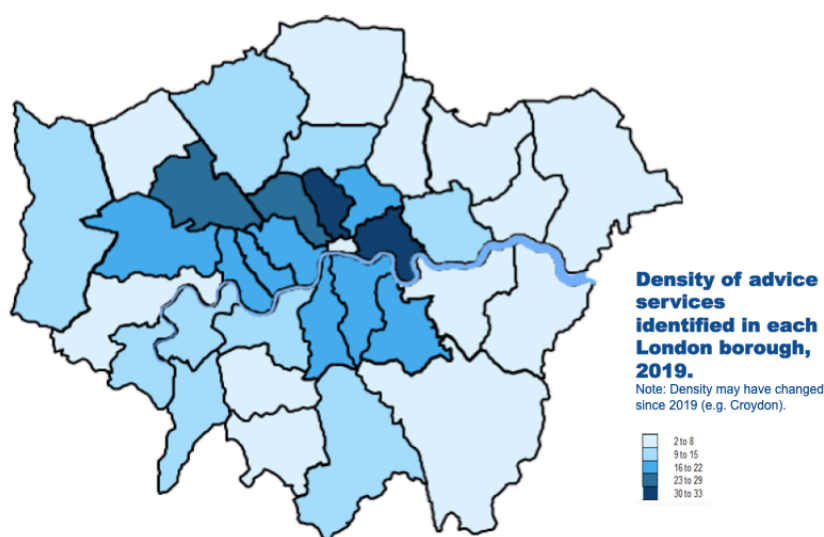 Density of advice
services
identified in each
London borough,
2019.
Note: Density may have changed
since 2019 (e.g. Croydon).
2 to 8
9 to 15
16 to 22
23 to 29
30 to 33